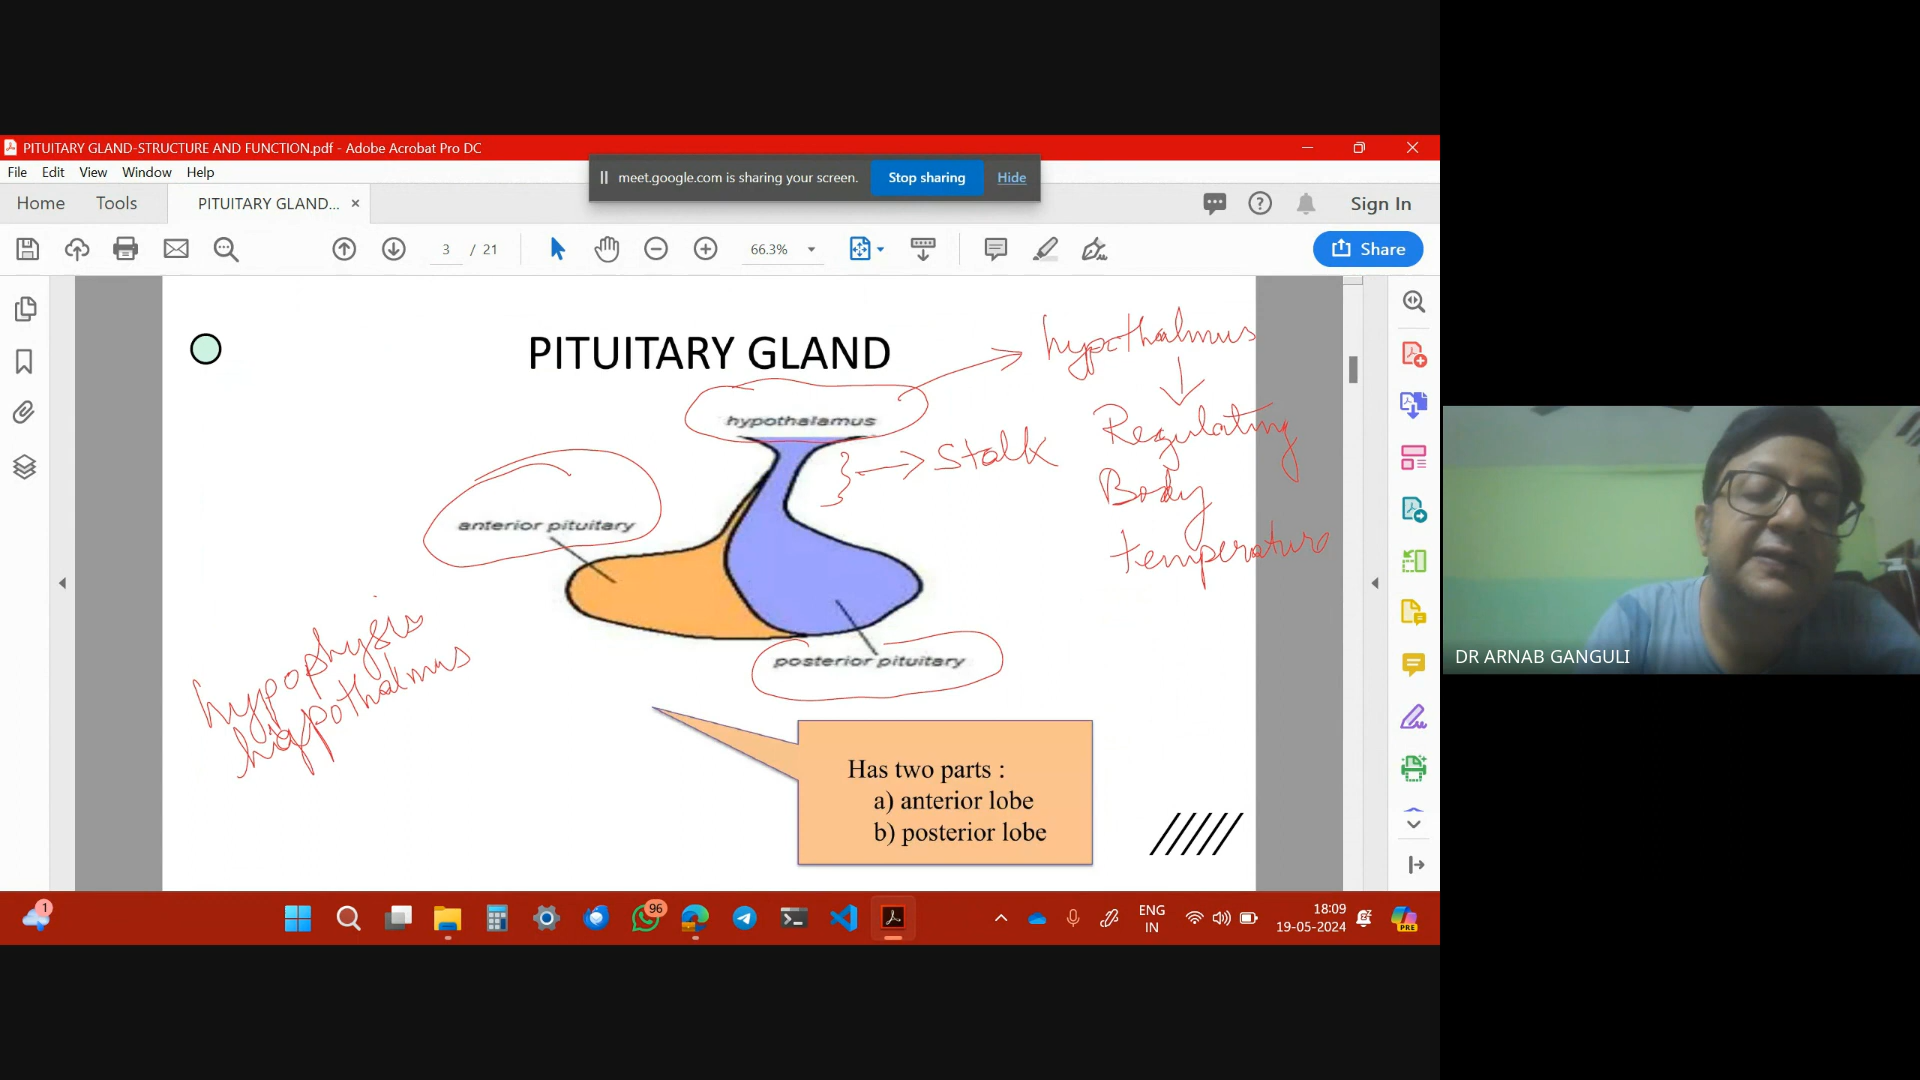 PITUITARY GLAND-STRUCTURE AND FUNCTION.pdf - Adobe Acrobat Pro DC
File Edit View Window Help
meet.google.com is sharing your screen. Stop sharing Hide
Home Tools PITUITARY GLAND... × Sign In
3 / 21 66.3% Share
PITUITARY GLAND
hypothalmus
hypothalamus
Regulating
Stalk
Body
anterior pituitary
temperature
hypophysis
hypothalmus
posterior pituitary
Has two parts :
a) anterior lobe
b) posterior lobe
DR ARNAB GANGULI
1
96
ENG
IN
18:09
19-05-2024
PRE